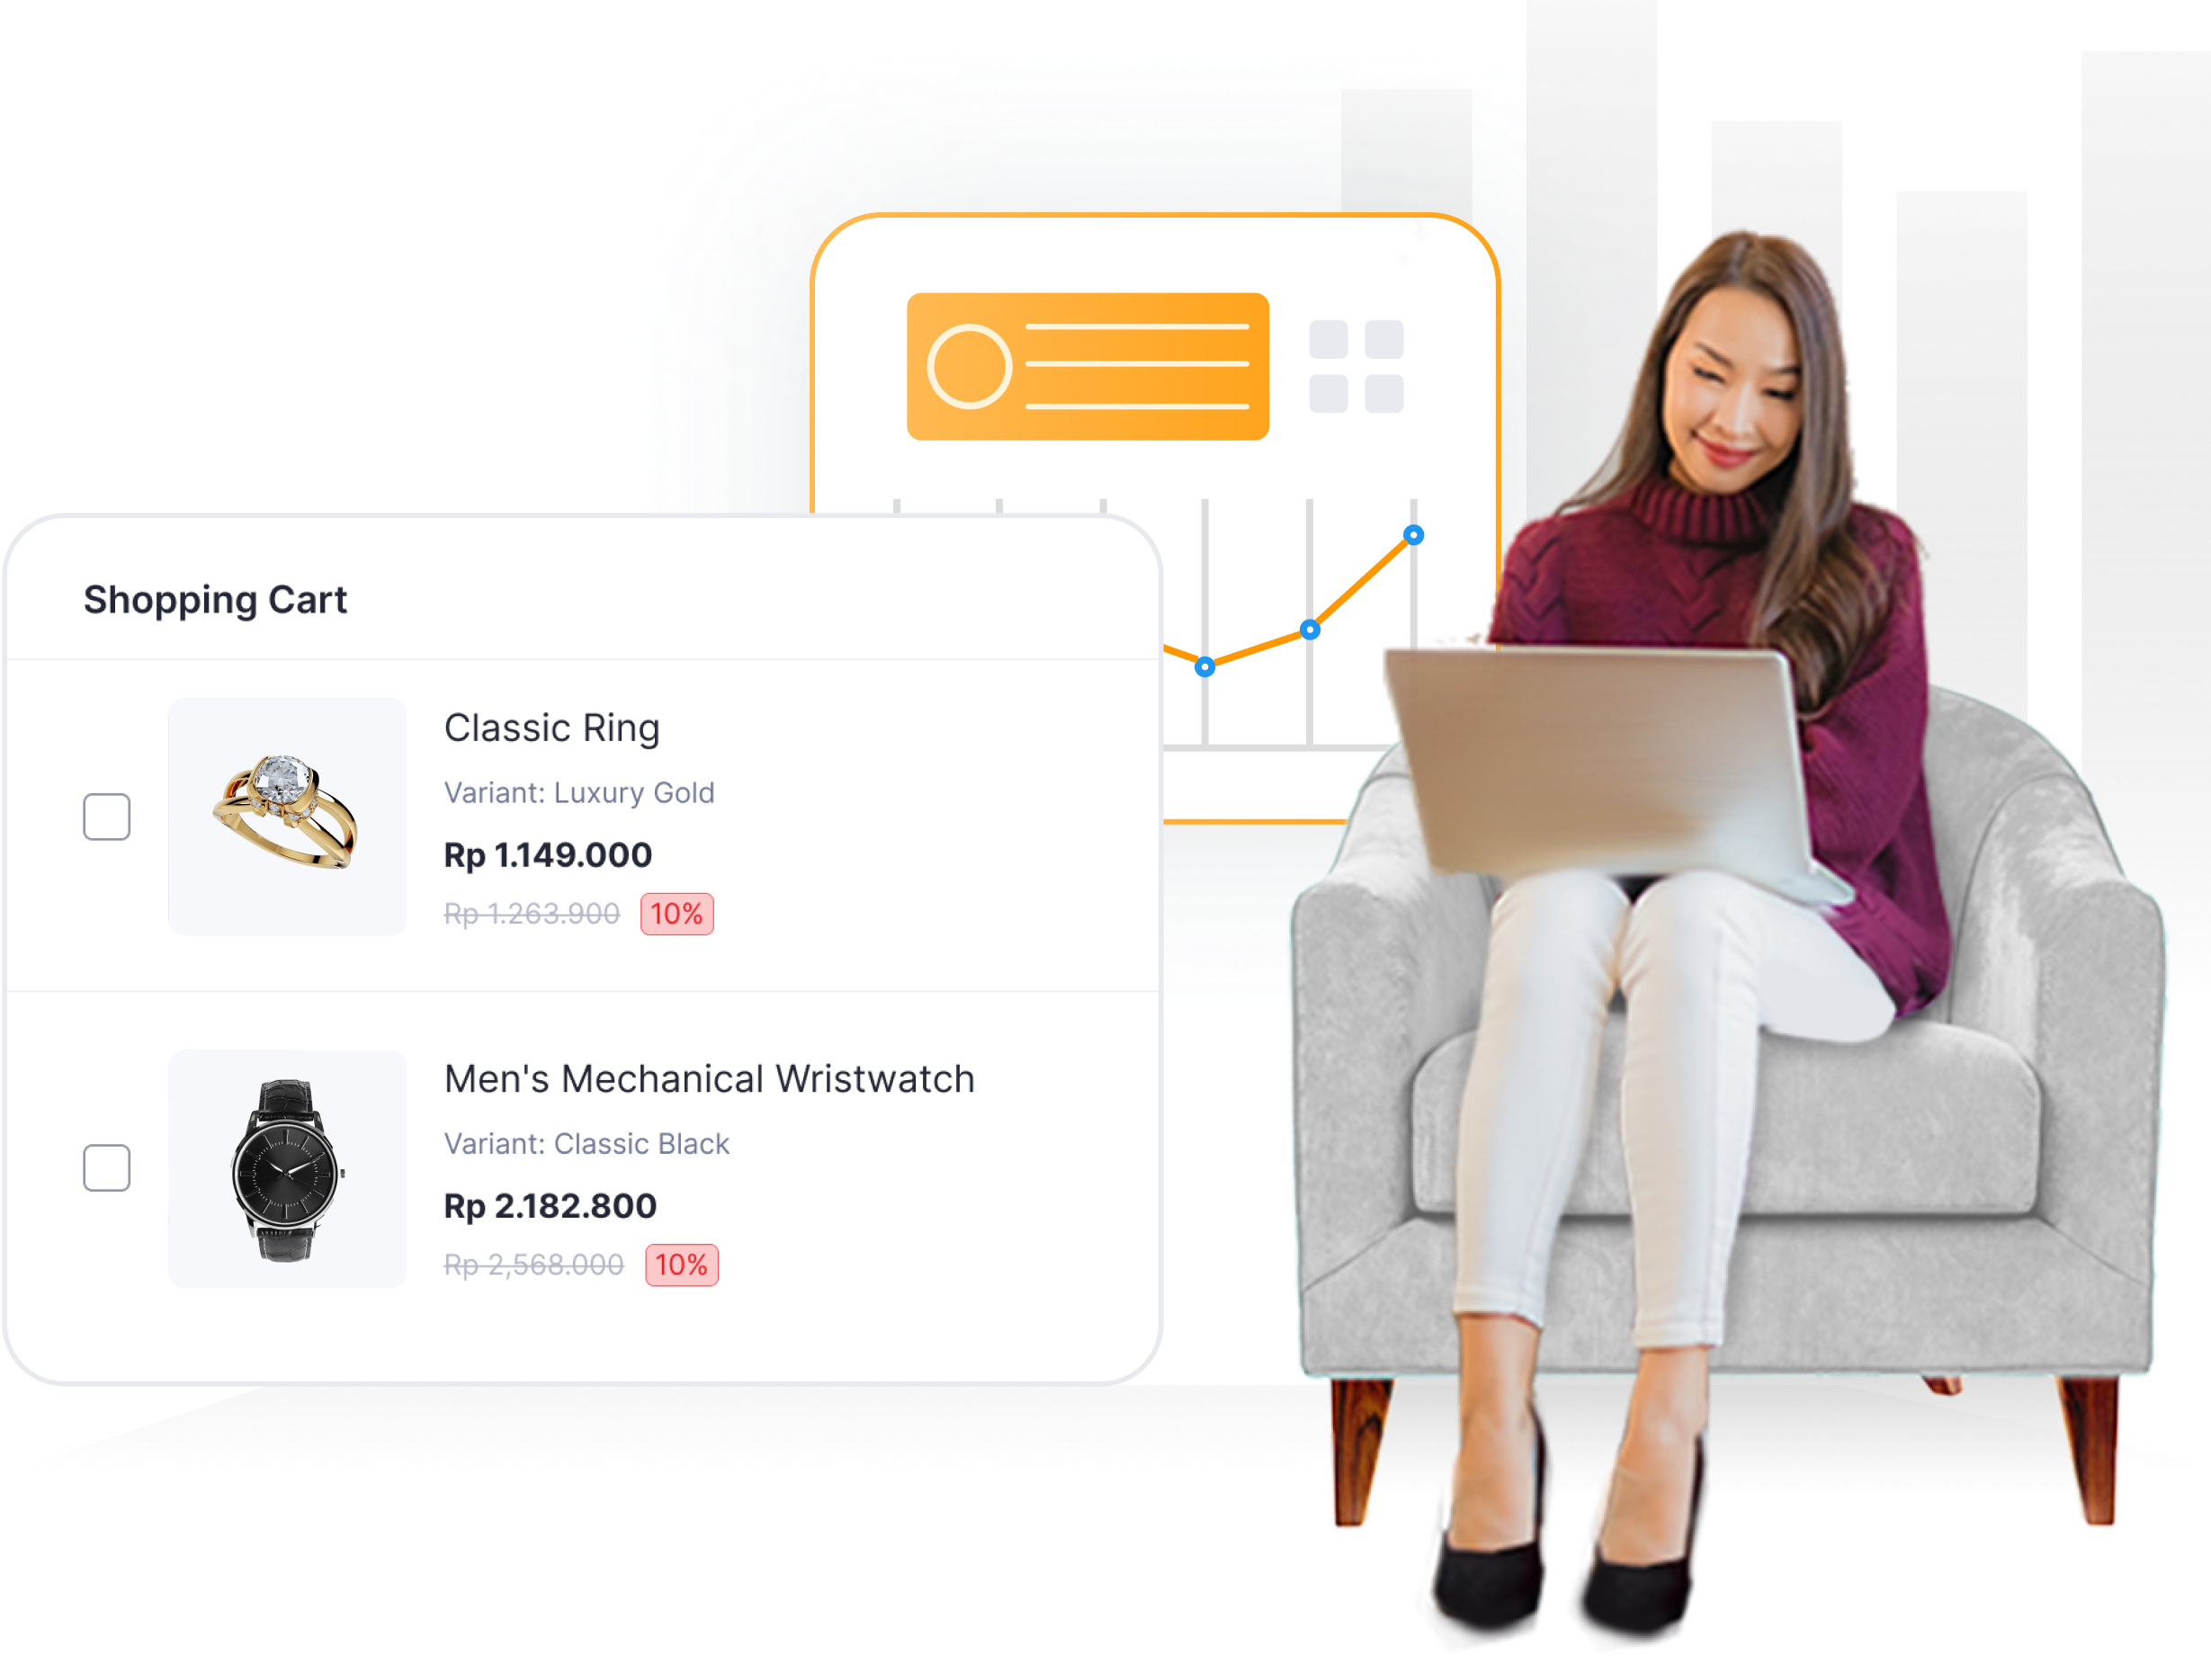 Shopping Cart
Classic Ring
Variant: Luxury Gold
Rp 1.149.000
Rp 1.263.900 10%
Men's Mechanical Wristwatch
Variant: Classic Black
Rp 2.182.800
Rp 2,568.000 10%